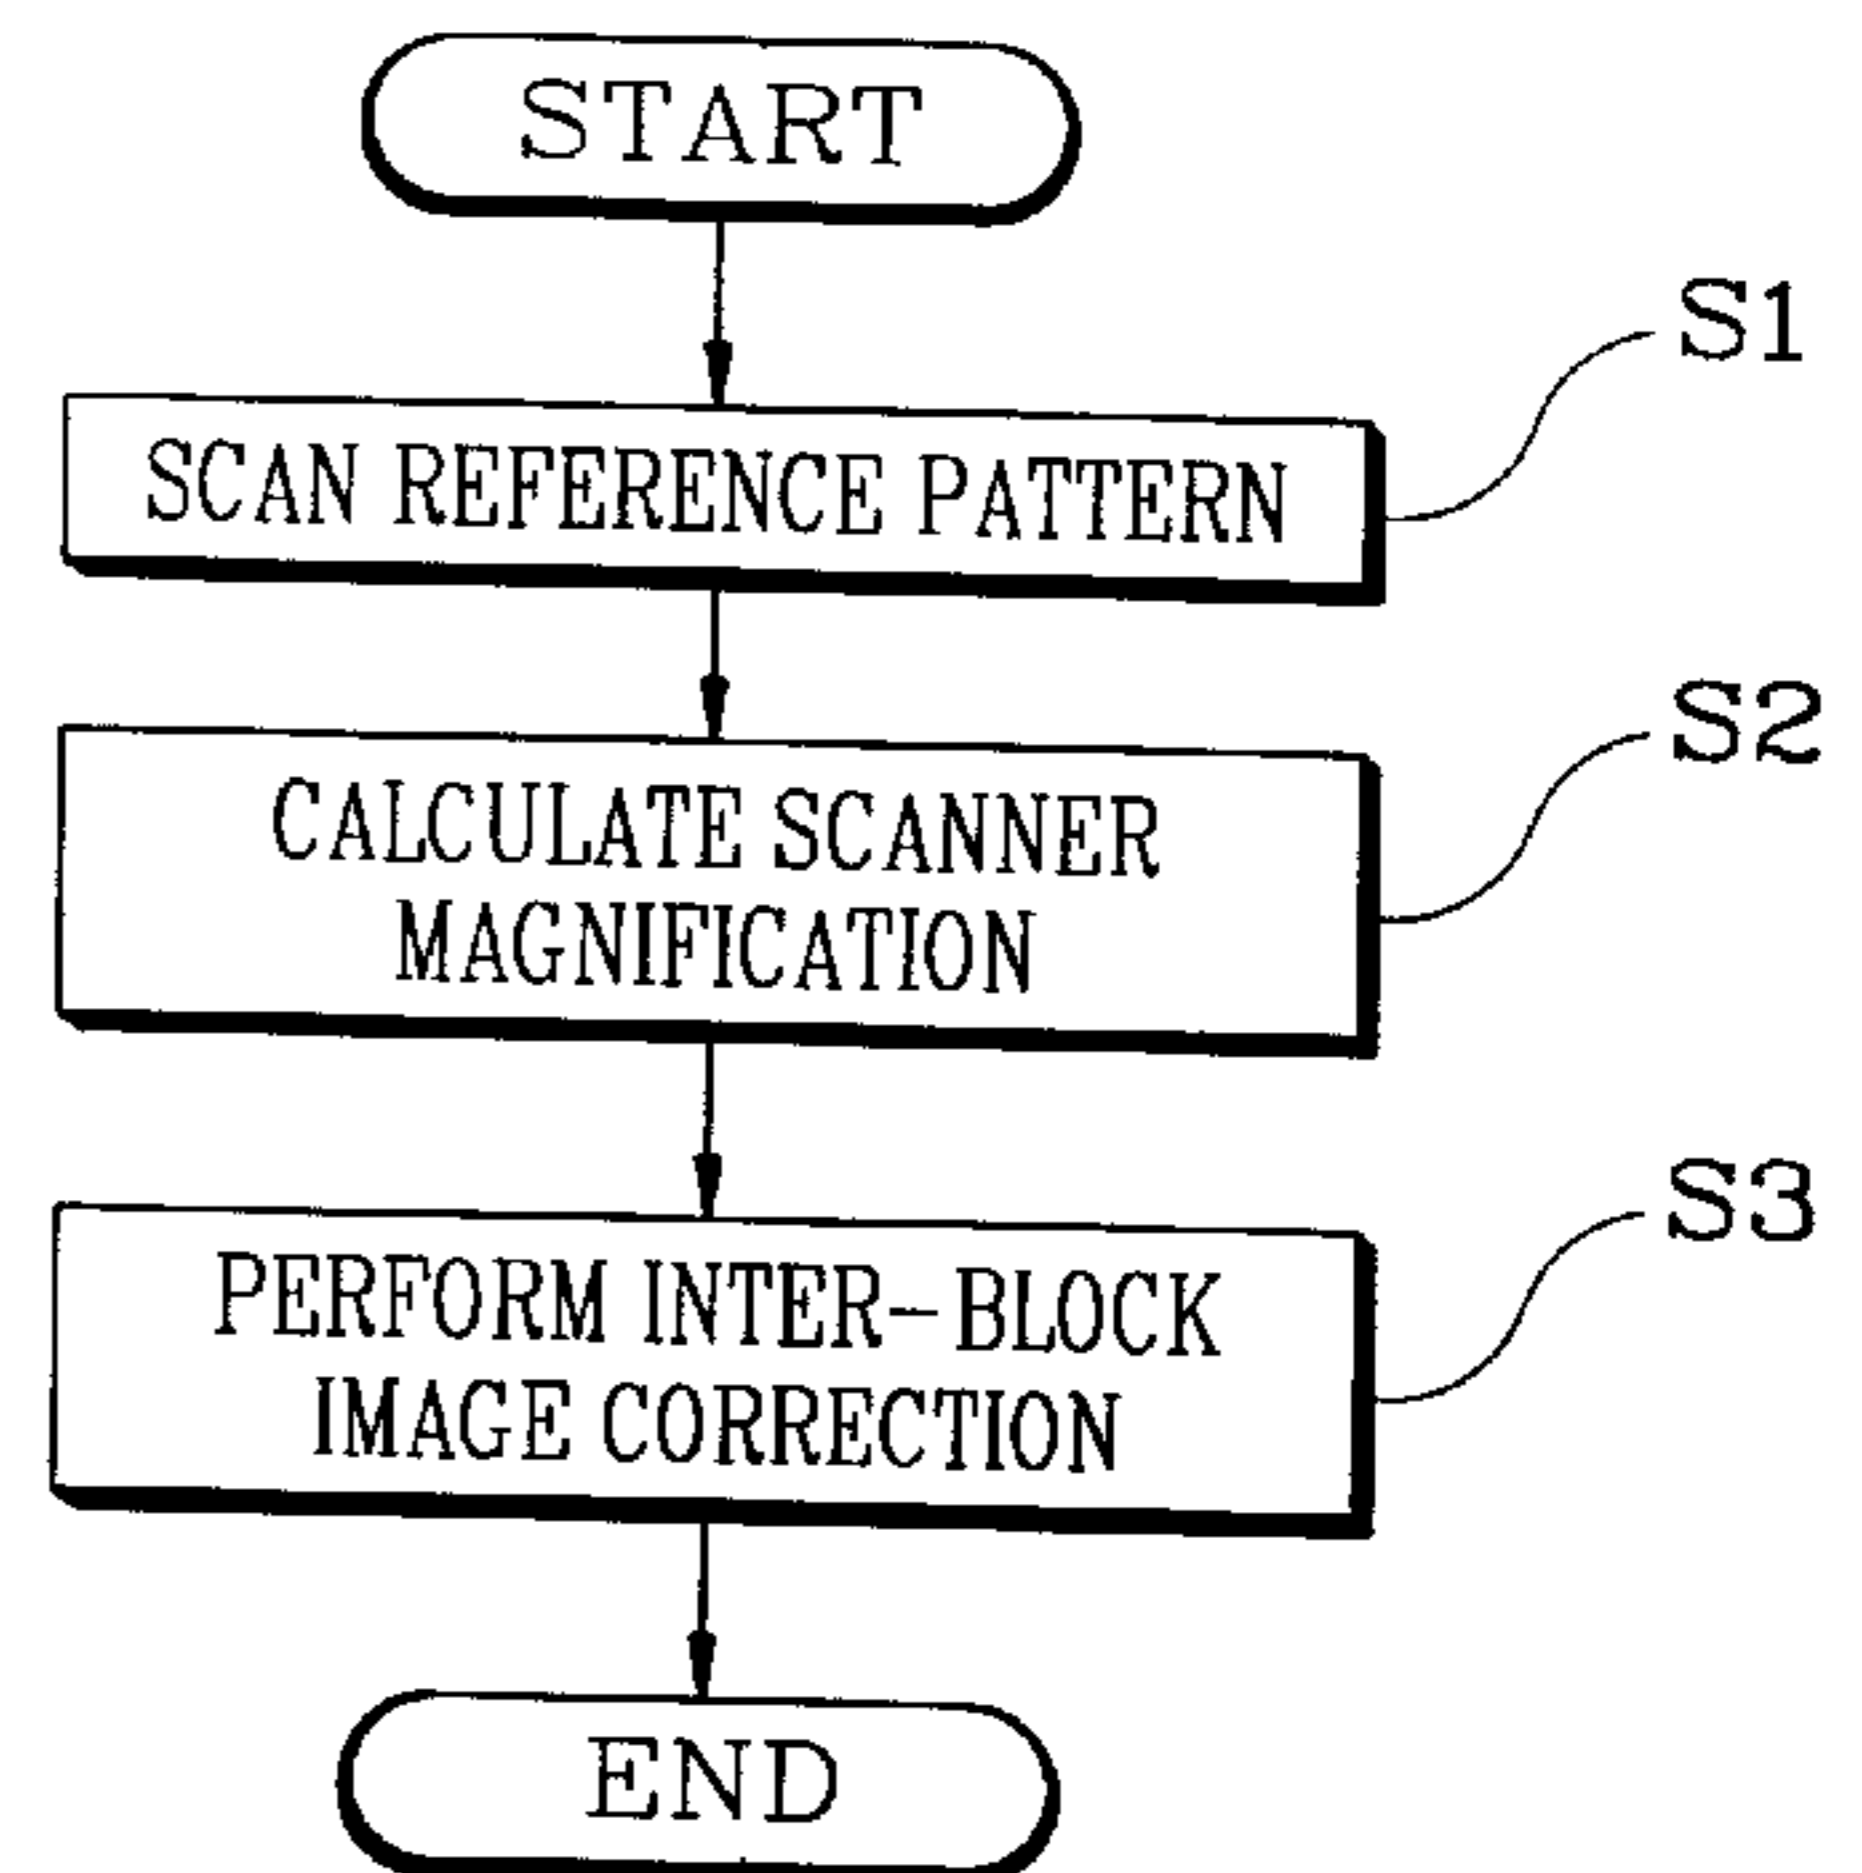 START
S1
SCAN REFERENCE PATTERN
S2
CALCULATE SCANNER
MAGNIFICATION
S3
PERFORM INTER-BLOCK
IMAGE CORRECTION
END